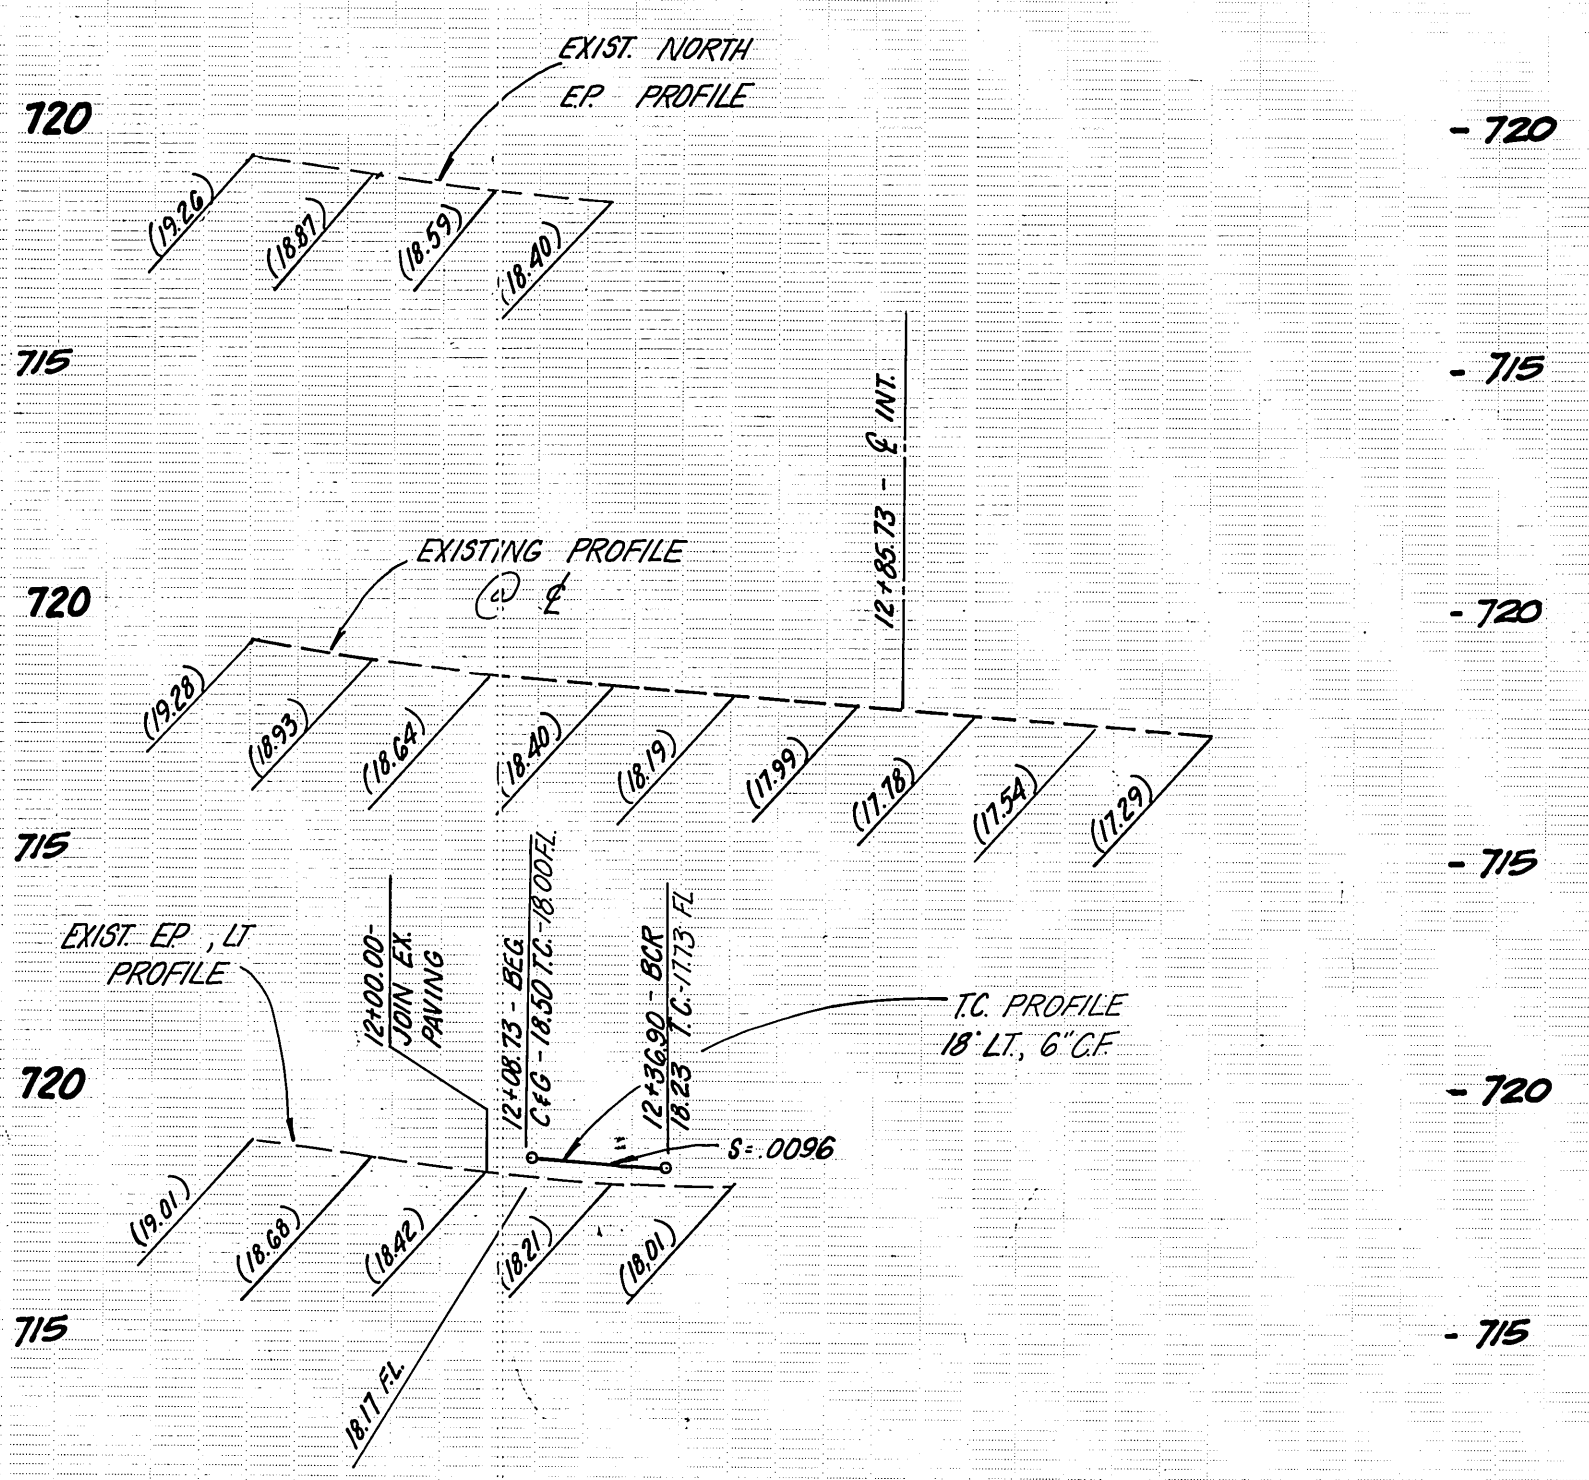 EXIST. NORTH
E.P. PROFILE
720
- 720
(19.26)
(18.87)
(18.59)
(18.40)
715
- 715
12+85.73 - ℄ INT.
EXISTING PROFILE
@ ℄
720
- 720
(19.28)
(18.93)
(18.64)
(18.40)
(18.19)
(17.99)
(17.78)
(17.54)
(17.29)
715
- 715
EXIST. E.P., LT
PROFILE
12+00.00-
JOIN EX.
PAVING
12+08.73 - BEG.
C&G - 18.50 T.C.-18.00 F.L.
12+36.90 - BCR
18.23 T.C.-17.73 FL
T.C. PROFILE
18' LT., 6" C.F.
720
- 720
S=.0096
(19.01)
(18.68)
(18.42)
(18.21)
(18.01)
715
- 715
18.17 F.L.